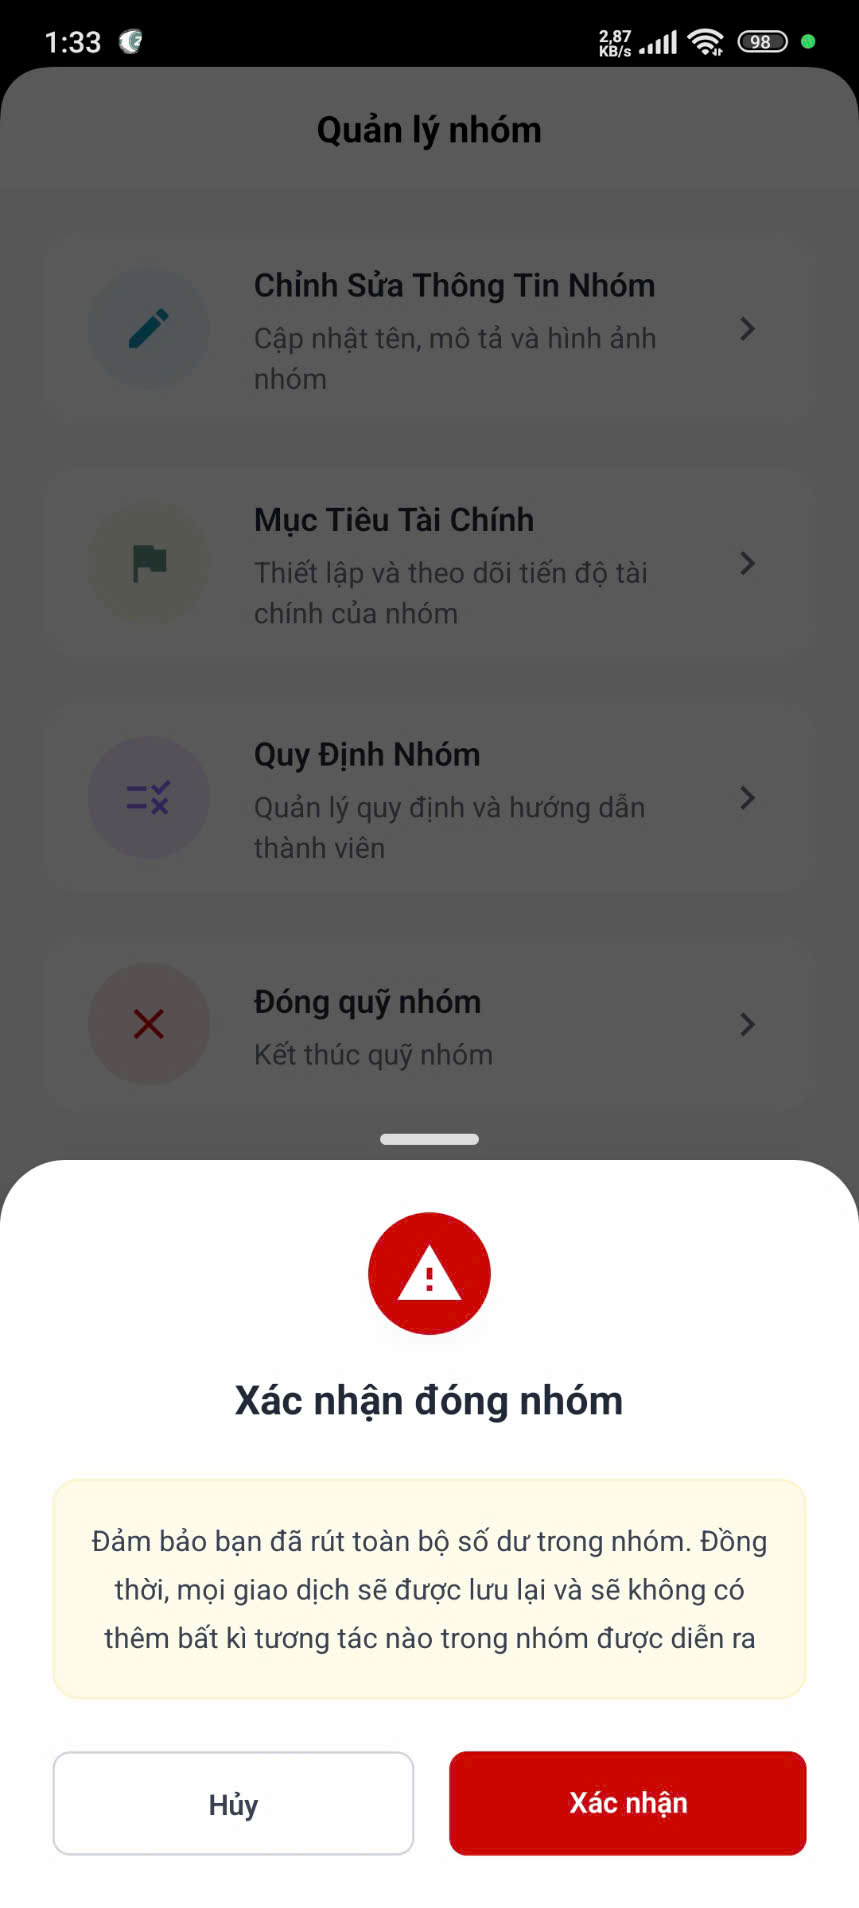 1:33
2,87
KB/s
98
Quản lý nhóm
Chỉnh Sửa Thông Tin Nhóm
Cập nhật tên, mô tả và hình ảnh
nhóm
Mục Tiêu Tài Chính
Thiết lập và theo dõi tiến độ tài
chính của nhóm
Quy Định Nhóm
Quản lý quy định và hướng dẫn
thành viên
Đóng quỹ nhóm
Kết thúc quỹ nhóm
Xác nhận đóng nhóm
Đảm bảo bạn đã rút toàn bộ số dư trong nhóm. Đồng
thời, mọi giao dịch sẽ được lưu lại và sẽ không có
thêm bất kì tương tác nào trong nhóm được diễn ra
Hủy
Xác nhận